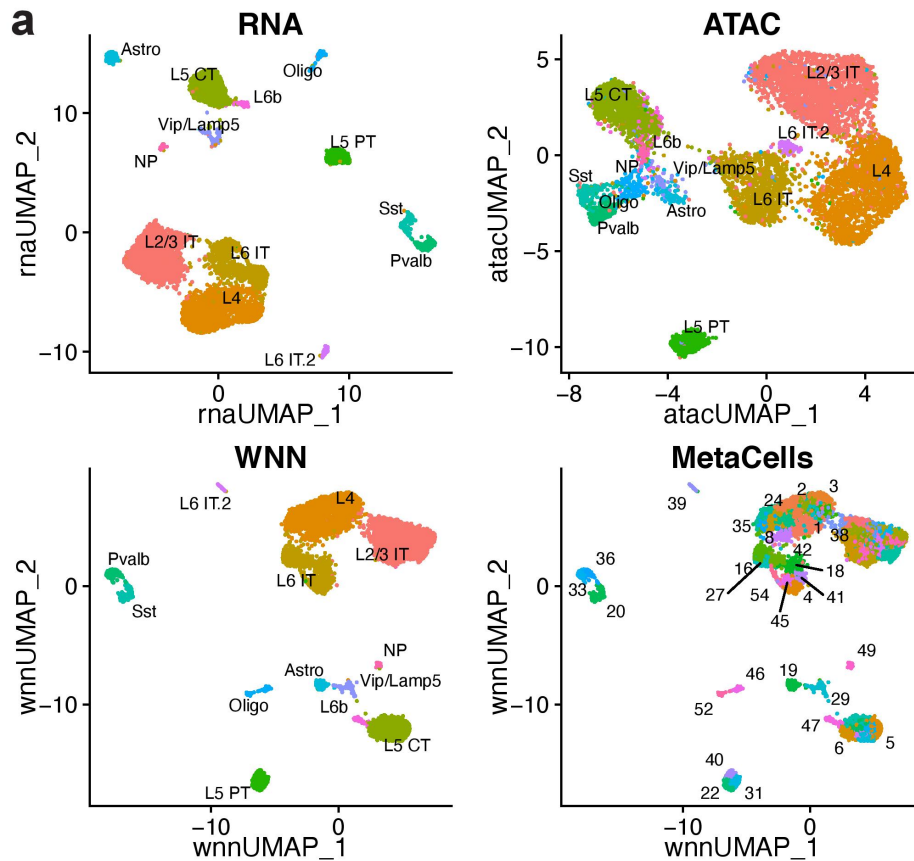 a
RNA
Astro
L5 CT
Oligo
L6b
Vip/Lamp5
NP
L5 PT
Sst
Pvalb
L2/3 IT
L6 IT
L4
L6 IT.2
10
0
−10
rnaUMAP_2
0
10
rnaUMAP_1
ATAC
L2/3 IT
L5 CT
L6 IT.2
L6b
NP
Vip/Lamp5
L4
Sst
Oligo
Astro
L6 IT
Pvalb
L5 PT
5
0
−5
−10
atacUMAP_2
−8
−4
0
4
atacUMAP_1
WNN
L6 IT.2
L4
L2/3 IT
L6 IT
Pvalb
Sst
NP
Astro
Vip/Lamp5
Oligo
L6b
L5 CT
L5 PT
0
−10
wnnUMAP_2
−10
0
wnnUMAP_1
MetaCells
39
2
3
24
35
1
8
38
42
16
18
36
33
20
27
54
4
41
45
49
19
46
29
52
47
6
5
40
22
31
0
−10
wnnUMAP_2
−10
0
wnnUMAP_1